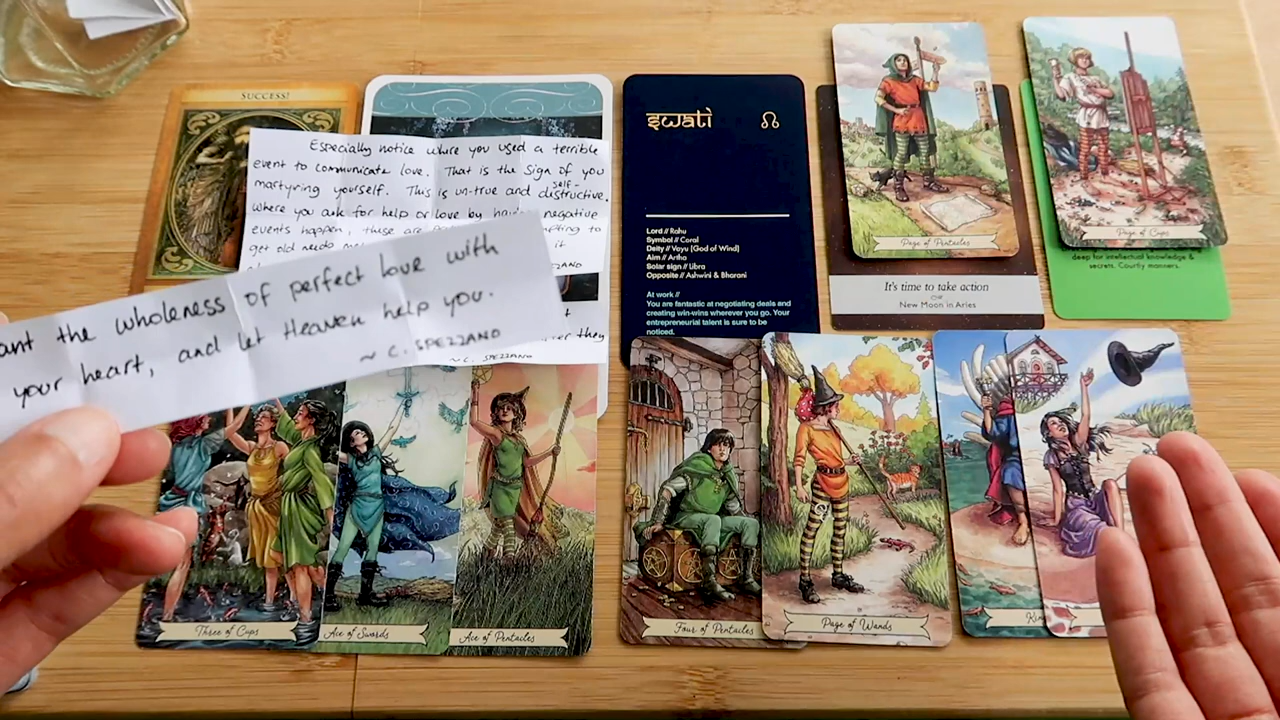 SUCCESS!
Especially notice where you used a terrible
event to communicate love. That is the sign of you
martyring yourself. This is un-true and self-distructive.
Where you ask for help or love by negative
events happen, these are to
get old needs it
ant the wholeness of perfect love with
your heart, and let Heaven help you.
~ C. SPEZZANO
they
~ C. SPEZZANO
swati
Lord // Rahu
Symbol // Coral
Deity // Vayu (God of Wind)
Aim // Artha
Solar sign // Libra
Opposite // Ashwini & Bharani
At work //
You are fantastic at negotiating deals and
creating win-wins wherever you go. Your
entrepreneurial talent is sure to be
noticed.
Page of Pentacles
It's time to take action
New Moon in Aries
Page of Cups
deep for intellectual knowledge &
secrets. Courtly manners.
Three of Cups
Ace of Swords
Ace of Pentacles
Four of Pentacles
Page of Wands